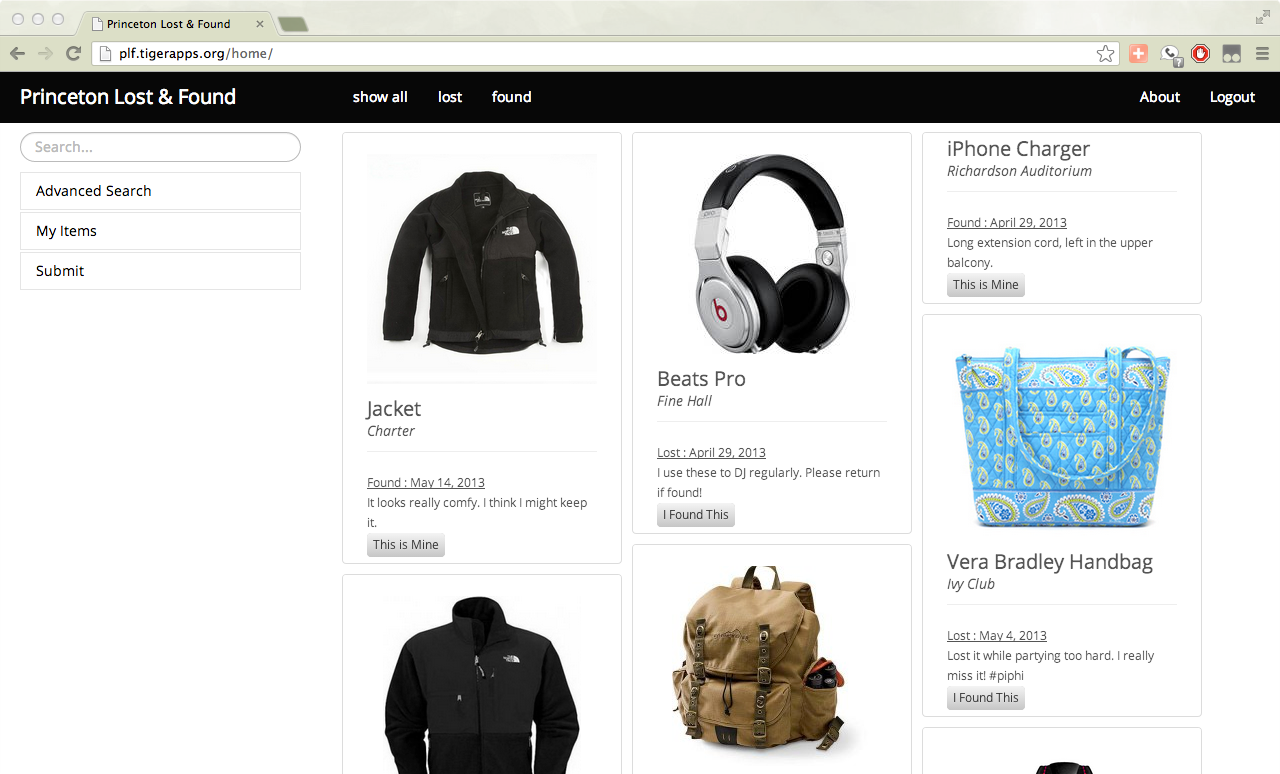 Princeton Lost & Found
plf.tigerapps.org/home/
Princeton Lost & Found
show all
lost
found
About
Logout
Search...
Advanced Search
My Items
Submit
THE NORTH FACE
Jacket
Charter
Found : May 14, 2013
It looks really comfy. I think I might keep
it.
This is Mine
pro
b
Beats Pro
Fine Hall
Lost : April 29, 2013
I use these to DJ regularly. Please return
if found!
I Found This
iPhone Charger
Richardson Auditorium
Found : April 29, 2013
Long extension cord, left in the upper
balcony.
This is Mine
Vera Bradley Handbag
Ivy Club
Lost : May 4, 2013
Lost it while partying too hard. I really
miss it! #piphi
I Found This